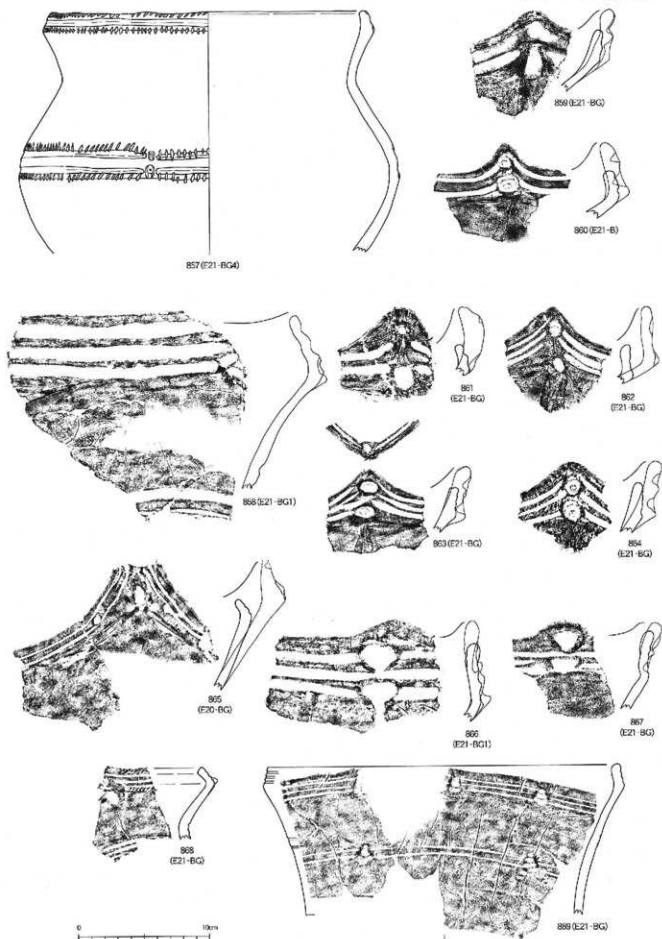 857(E21-BG4)
859(E21-BG)
860(E21-B)
858(E21-BG1)
861
(E21-BG)
862
(E21-BG)
863(E21-BG)
864
(E21-BG)
865
(E20-BG)
866
(E21-BG1)
867
(E21-BG)
868
(E21-BG)
869(E21-BG)
0 10cm